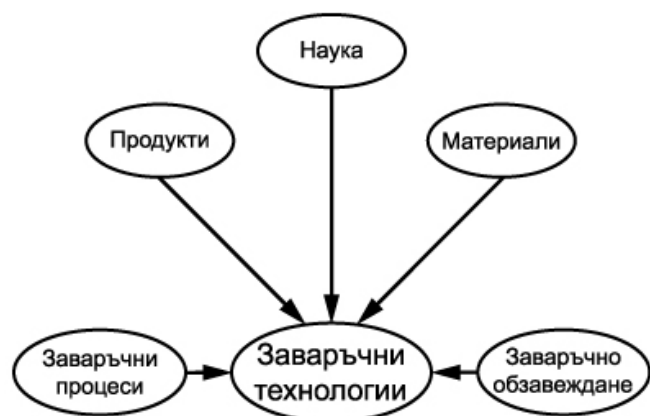 Наука
Продукти
Материали
Заваръчни
процеси
Заваръчни
технологии
Заваръчно
обзавеждане